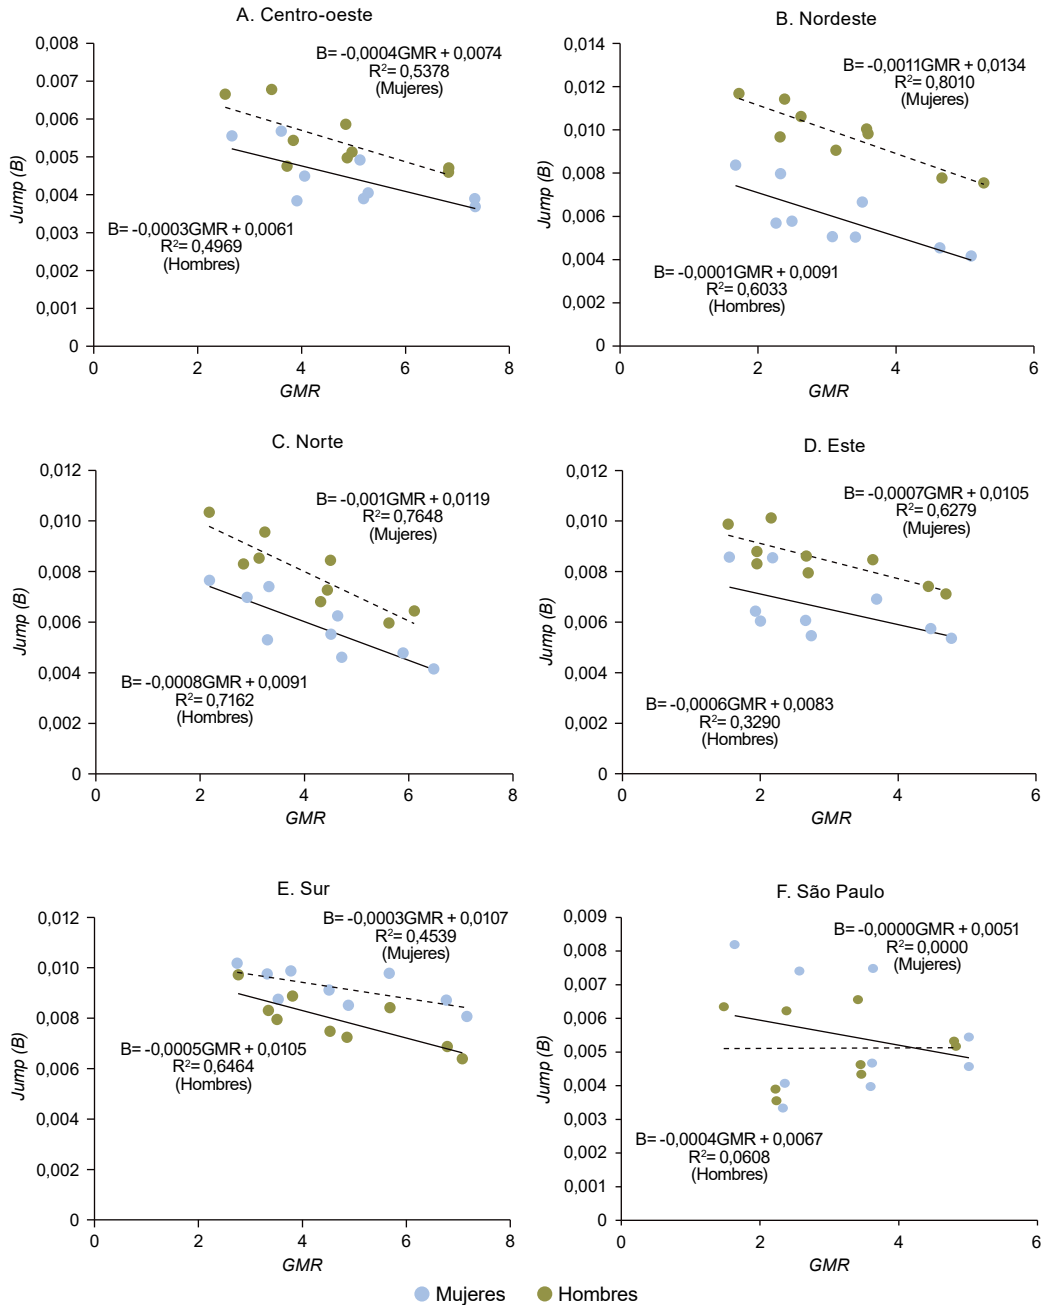 A. Centro-oeste
0,008
0,007
0,006
0,005
0,004
0,003
0,002
0,001
0
Jump (B)
B= -0,0004GMR + 0,0074
R²= 0,5378
(Mujeres)
B= -0,0003GMR + 0,0061
R²= 0,4969
(Hombres)
0 2 4 6 8
GMR
B. Nordeste
0,014
0,012
0,010
0,008
0,006
0,004
0,002
0
Jump (B)
B= -0,0011GMR + 0,0134
R²= 0,8010
(Mujeres)
B= -0,0001GMR + 0,0091
R²= 0,6033
(Hombres)
0 2 4 6
GMR
C. Norte
0,012
0,010
0,008
0,006
0,004
0,002
0
Jump (B)
B= -0,001GMR + 0,0119
R²= 0,7648
(Mujeres)
B= -0,0008GMR + 0,0091
R²= 0,7162
(Hombres)
0 2 4 6 8
GMR
D. Este
0,012
0,010
0,008
0,006
0,004
0,002
0
Jump (B)
B= -0,0007GMR + 0,0105
R²= 0,6279
(Mujeres)
B= -0,0006GMR + 0,0083
R²= 0,3290
(Hombres)
0 2 4 6
GMR
E. Sur
0,012
0,010
0,008
0,006
0,004
0,002
0
Jump (B)
B= -0,0003GMR + 0,0107
R²= 0,4539
(Mujeres)
B= -0,0005GMR + 0,0105
R²= 0,6464
(Hombres)
0 2 4 6 8
GMR
F. São Paulo
0,009
0,008
0,007
0,006
0,005
0,004
0,003
0,002
0,001
0
Jump (B)
B= -0,0000GMR + 0,0051
R²= 0,0000
(Mujeres)
B= -0,0004GMR + 0,0067
R²= 0,0608
(Hombres)
0 2 4 6
GMR
Mujeres Hombres